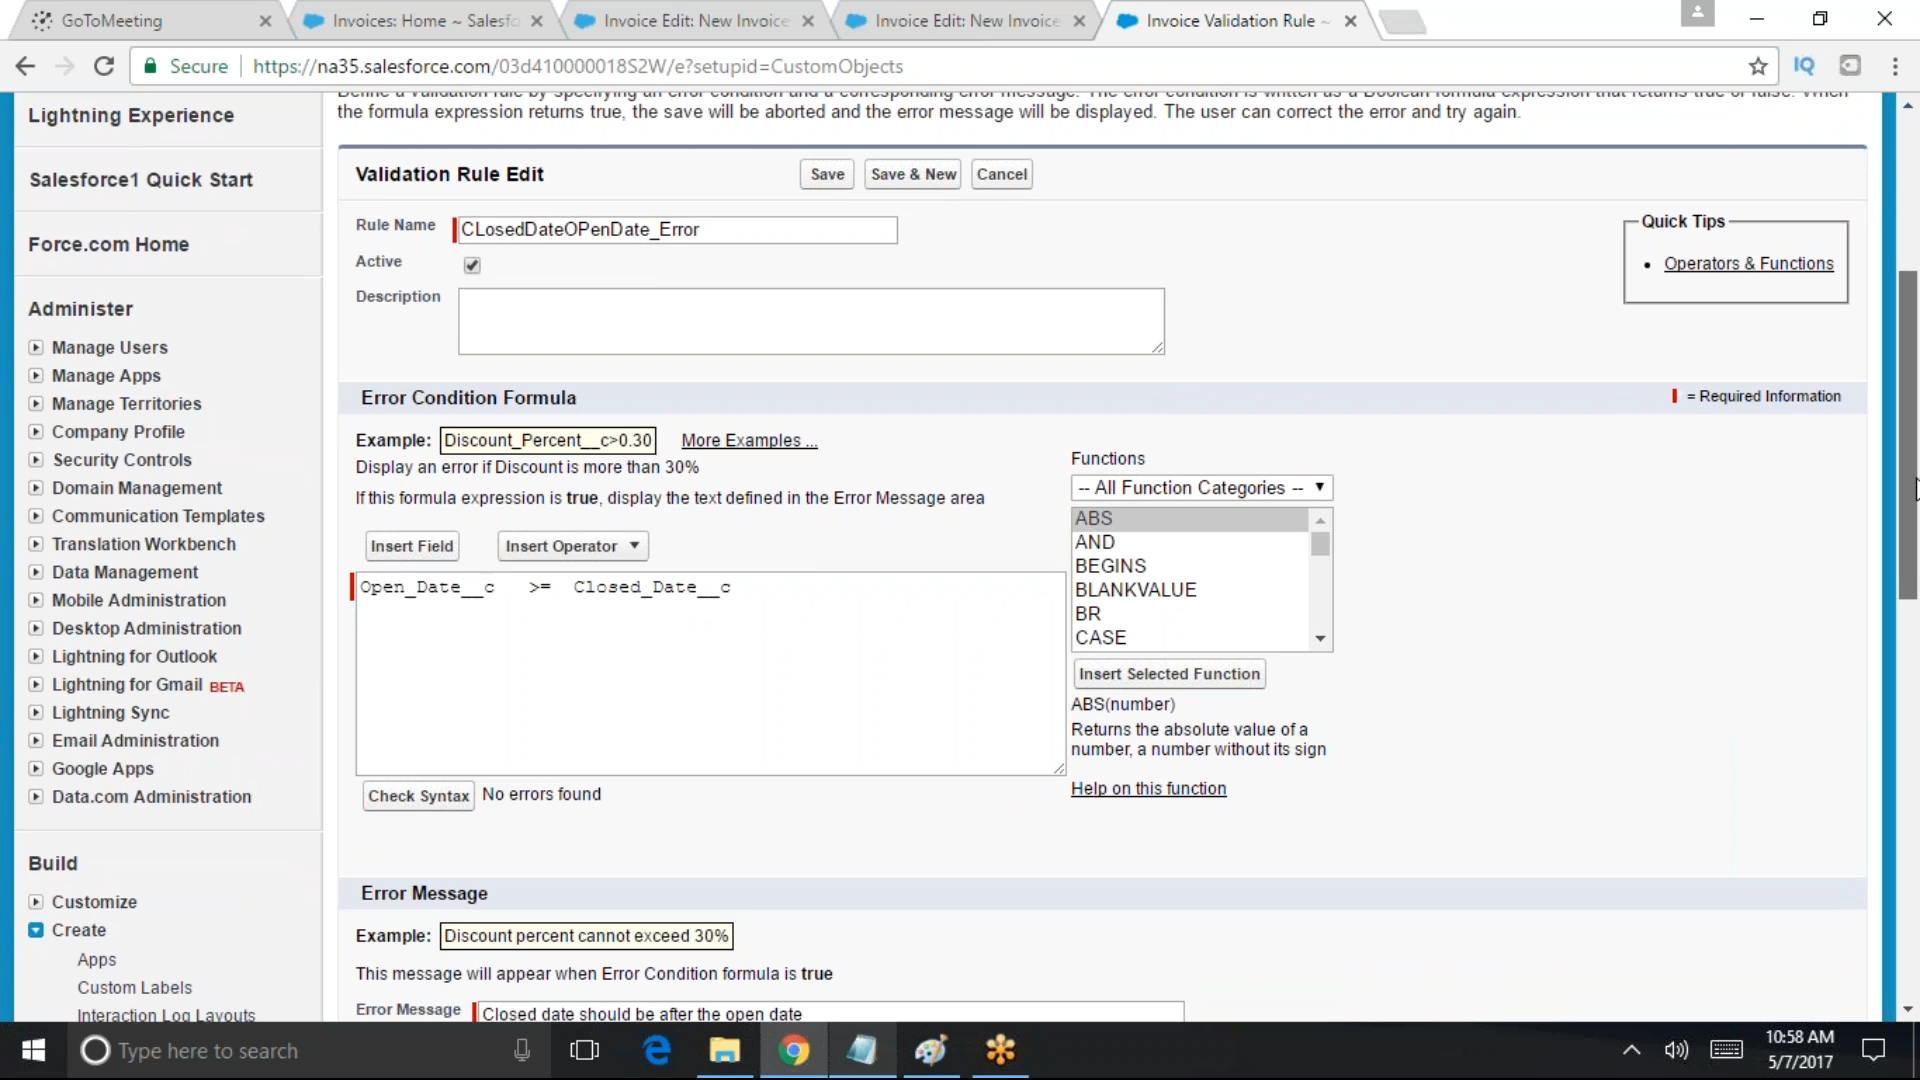 GoToMeeting
Invoices: Home ~ Salesfo
Invoice Edit: New Invoice
Invoice Edit: New Invoice
Invoice Validation Rule ~
Secure
https://na35.salesforce.com/03d410000018S2W/e?setupid=CustomObjects
IQ
Define a validation rule by specifying an error condition and a corresponding error message. The error condition is written as a Boolean formula expression that returns true or false. When
the formula expression returns true, the save will be aborted and the error message will be displayed. The user can correct the error and try again.
Lightning Experience
Salesforce1 Quick Start
Force.com Home
Administer
Manage Users
Manage Apps
Manage Territories
Company Profile
Security Controls
Domain Management
Communication Templates
Translation Workbench
Data Management
Mobile Administration
Desktop Administration
Lightning for Outlook
Lightning for Gmail BETA
Lightning Sync
Email Administration
Google Apps
Data.com Administration
Build
Customize
Create
Apps
Custom Labels
Interaction Log Layouts
Validation Rule Edit
Save
Save & New
Cancel
Rule Name
CLosedDateOPenDate_Error
Active
Description
Quick Tips
• Operators & Functions
Error Condition Formula
= Required Information
Example: Discount_Percent__c>0.30 More Examples ...
Display an error if Discount is more than 30%
If this formula expression is true, display the text defined in the Error Message area
Insert Field
Insert Operator
Open_Date__c >= Closed_Date__c
Check Syntax No errors found
Functions
-- All Function Categories --
ABS
AND
BEGINS
BLANKVALUE
BR
CASE
Insert Selected Function
ABS(number)
Returns the absolute value of a
number, a number without its sign
Help on this function
Error Message
Example: Discount percent cannot exceed 30%
This message will appear when Error Condition formula is true
Error Message
Closed date should be after the open date
Type here to search
10:58 AM
5/7/2017